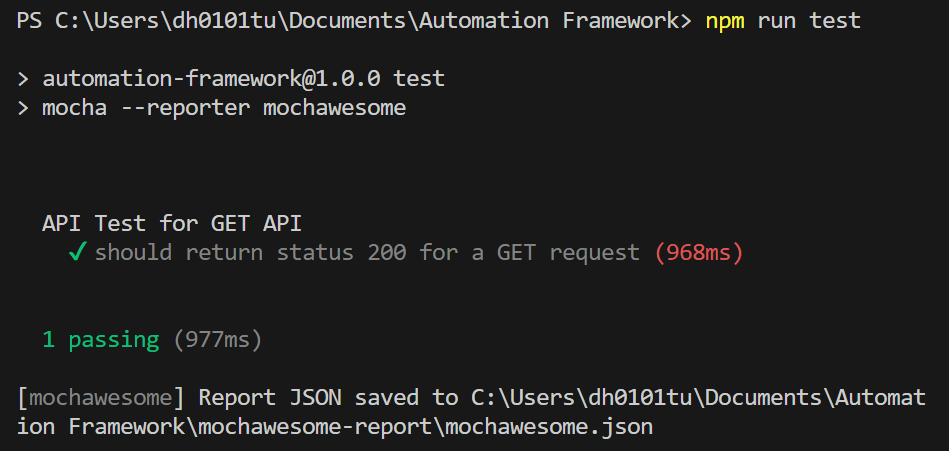 PS C:\Users\dh0101tu\Documents\Automation Framework> npm run test
> automation-framework@1.0.0 test
> mocha --reporter mochawesome
API Test for GET API
✓ should return status 200 for a GET request (968ms)
1 passing (977ms)
[mochawesome] Report JSON saved to C:\Users\dh0101tu\Documents\Automat
ion Framework\mochawesome-report\mochawesome.json